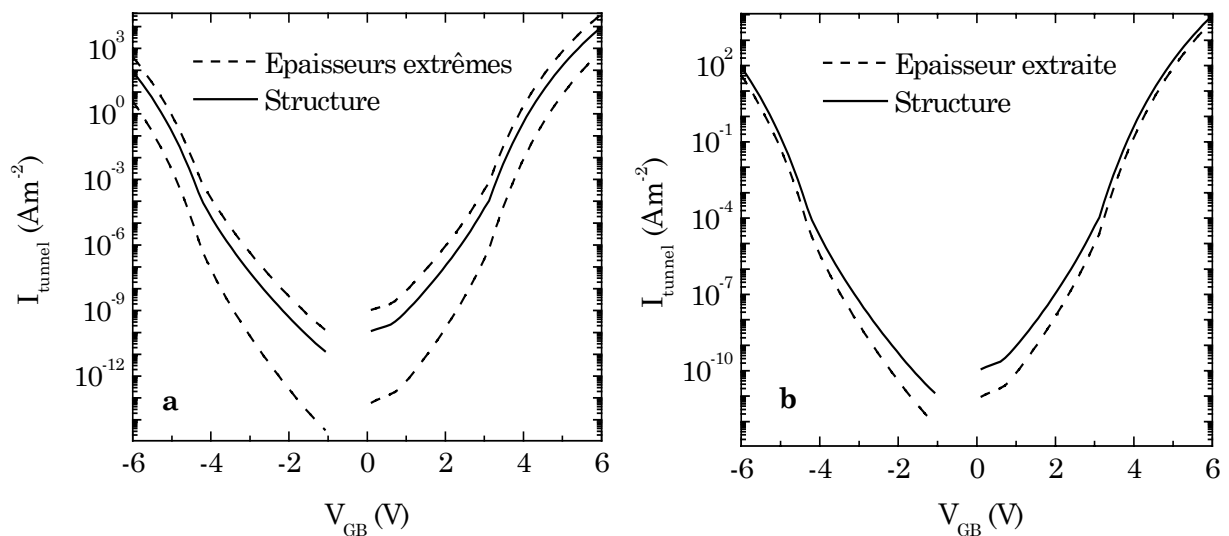 10^3
10^0
10^-3
10^-6
10^-9
10^-12
I_tunnel (Am^-2)
Epaisseurs extrêmes
Structure
a
-6 -4 -2 0 2 4 6
V_GB (V)
10^2
10^-1
10^-4
10^-7
10^-10
I_tunnel (Am^-2)
Epaisseur extraite
Structure
b
-6 -4 -2 0 2 4 6
V_GB (V)